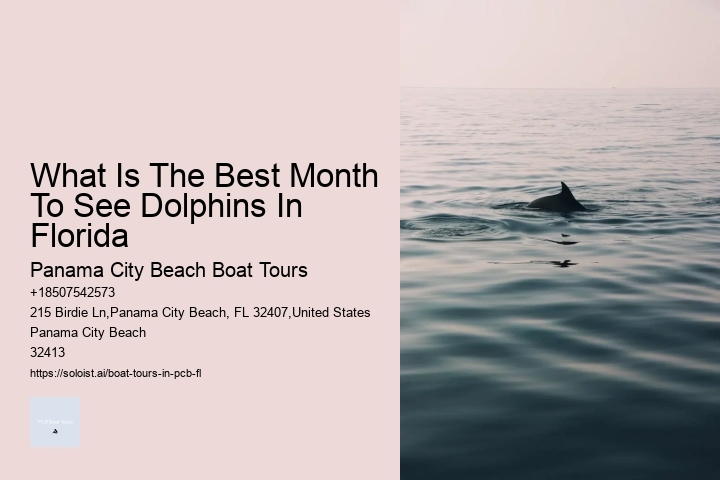 What Is The Best Month
To See Dolphins In
Florida
Panama City Beach Boat Tours
+18507542573
215 Birdie Ln,Panama City Beach, FL 32407,United States
Panama City Beach
32413
https://soloist.ai/boat-tours-in-pcb-fl